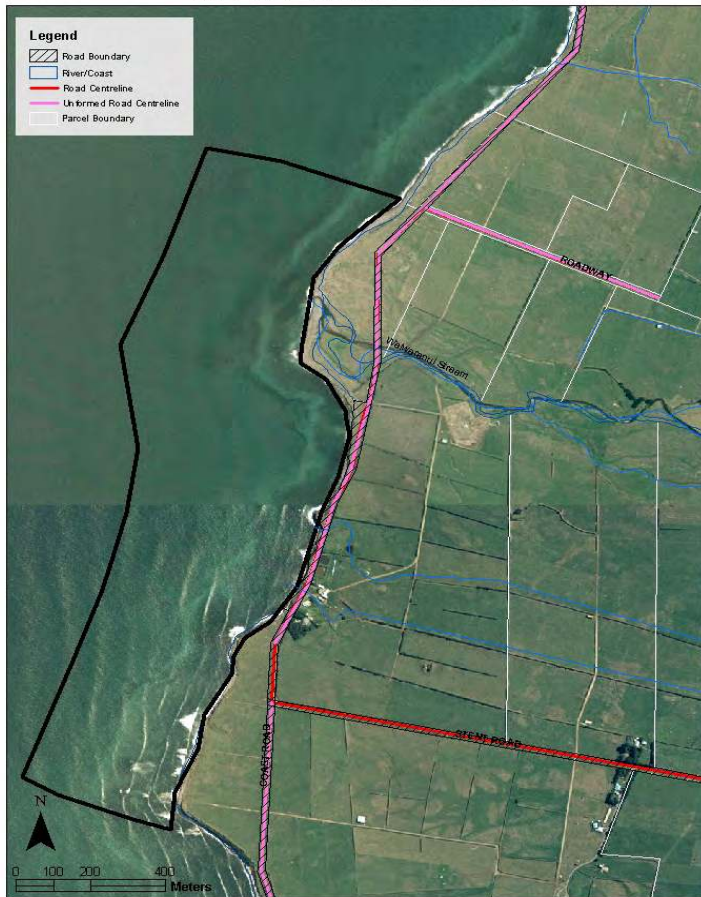 Legend
Road Boundary
River/Coast
Road Centreline
Unformed Road Centreline
Parcel Boundary
ROADWAY
Stream
ROAD
COAST ROAD
N
0 100 200 400
Meters